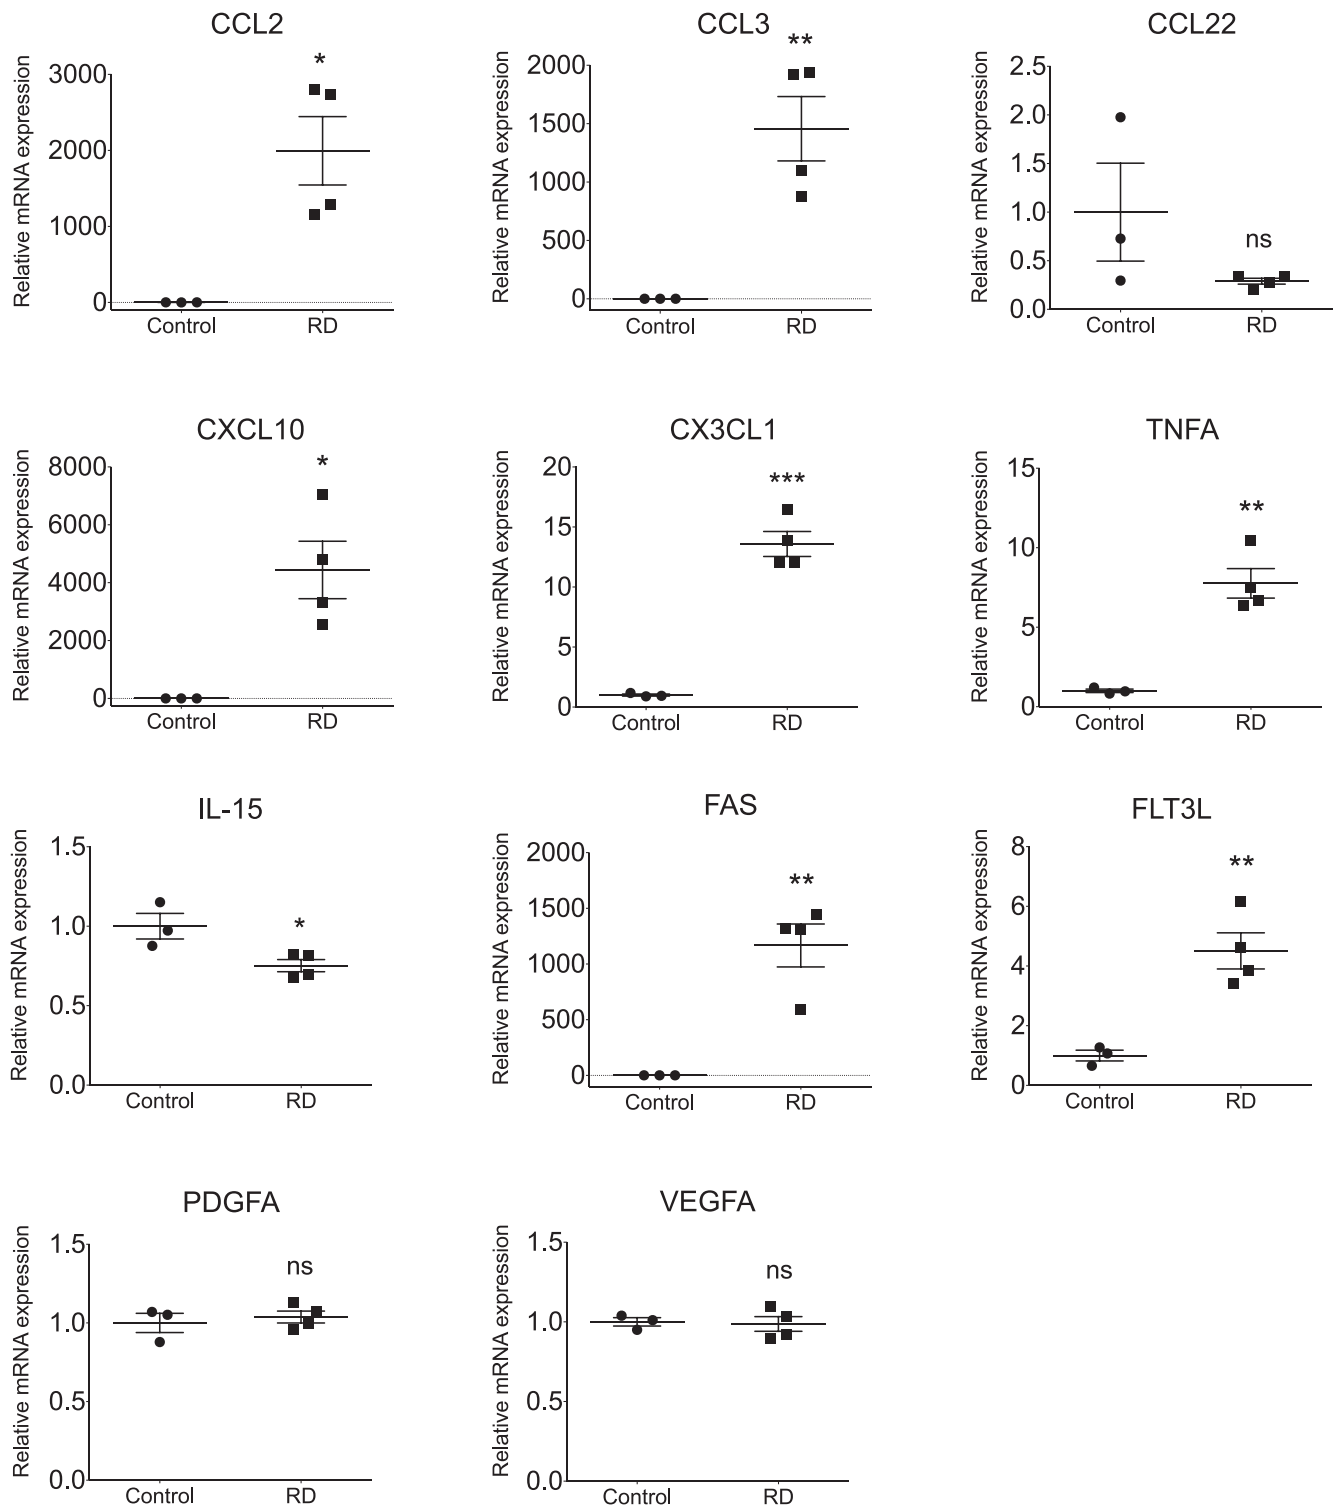 CCL2
*
Relative mRNA expression
3000
2000
1000
0
Control
RD
CCL3
**
Relative mRNA expression
2000
1500
1000
500
0
Control
RD
CCL22
Relative mRNA expression
2.5
2.0
1.5
1.0
0.5
0.0
ns
Control
RD
CXCL10
*
Relative mRNA expression
8000
6000
4000
2000
0
Control
RD
CX3CL1
***
Relative mRNA expression
20
15
10
5
0
Control
RD
TNFA
**
Relative mRNA expression
15
10
5
0
Control
RD
IL-15
*
Relative mRNA expression
1.5
1.0
0.5
0.0
Control
RD
FAS
**
Relative mRNA expression
2000
1500
1000
500
0
Control
RD
FLT3L
**
Relative mRNA expression
8
6
4
2
0
Control
RD
PDGFA
ns
Relative mRNA expression
1.5
1.0
0.5
0.0
Control
RD
VEGFA
ns
Relative mRNA expression
1.5
1.0
0.5
0.0
Control
RD